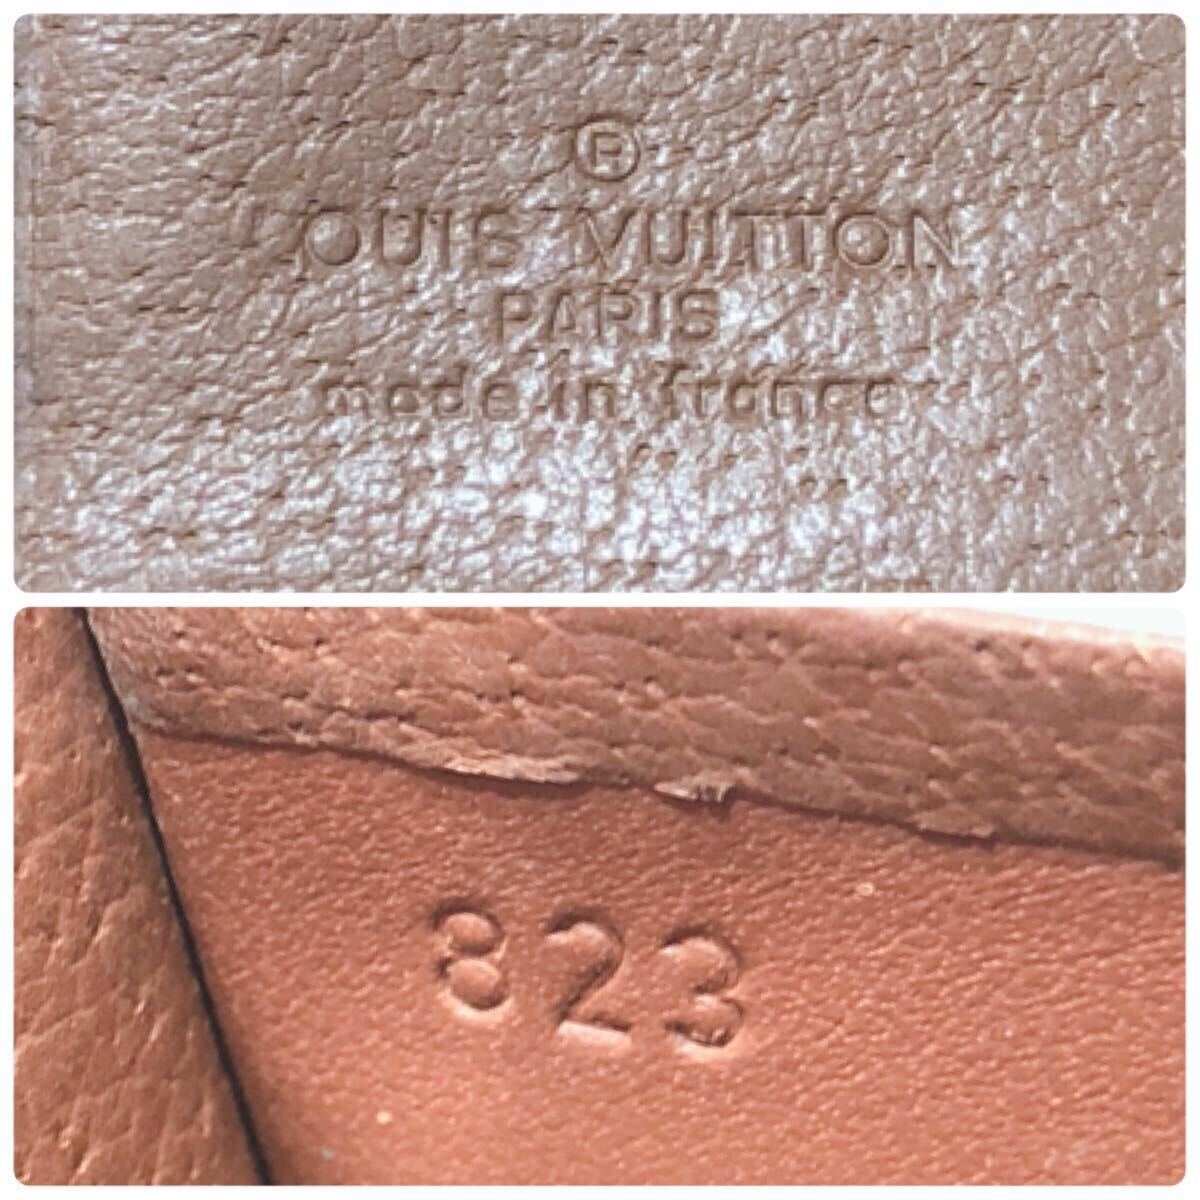 ®
LOUIS VUITTON
PARIS
made in france
823